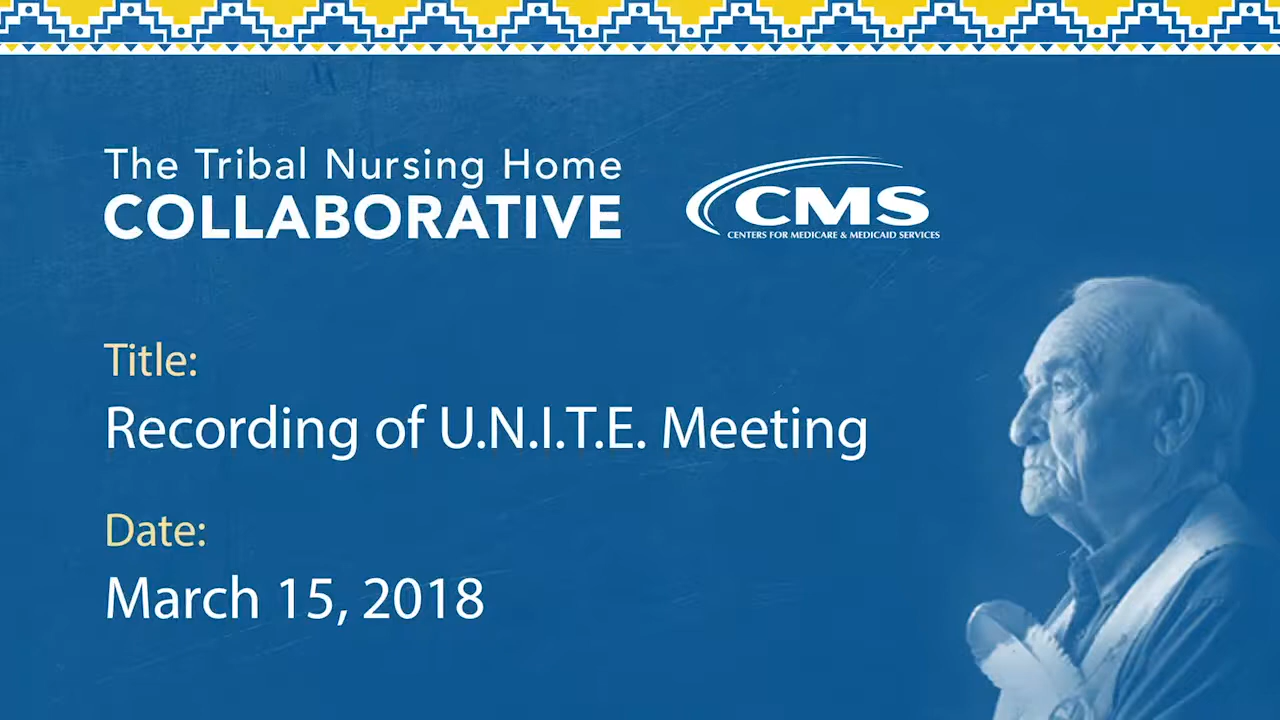 The Tribal Nursing Home
COLLABORATIVE
CMS
CENTERS FOR MEDICARE & MEDICAID SERVICES
Title:
Recording of U.N.I.T.E. Meeting
Date:
March 15, 2018